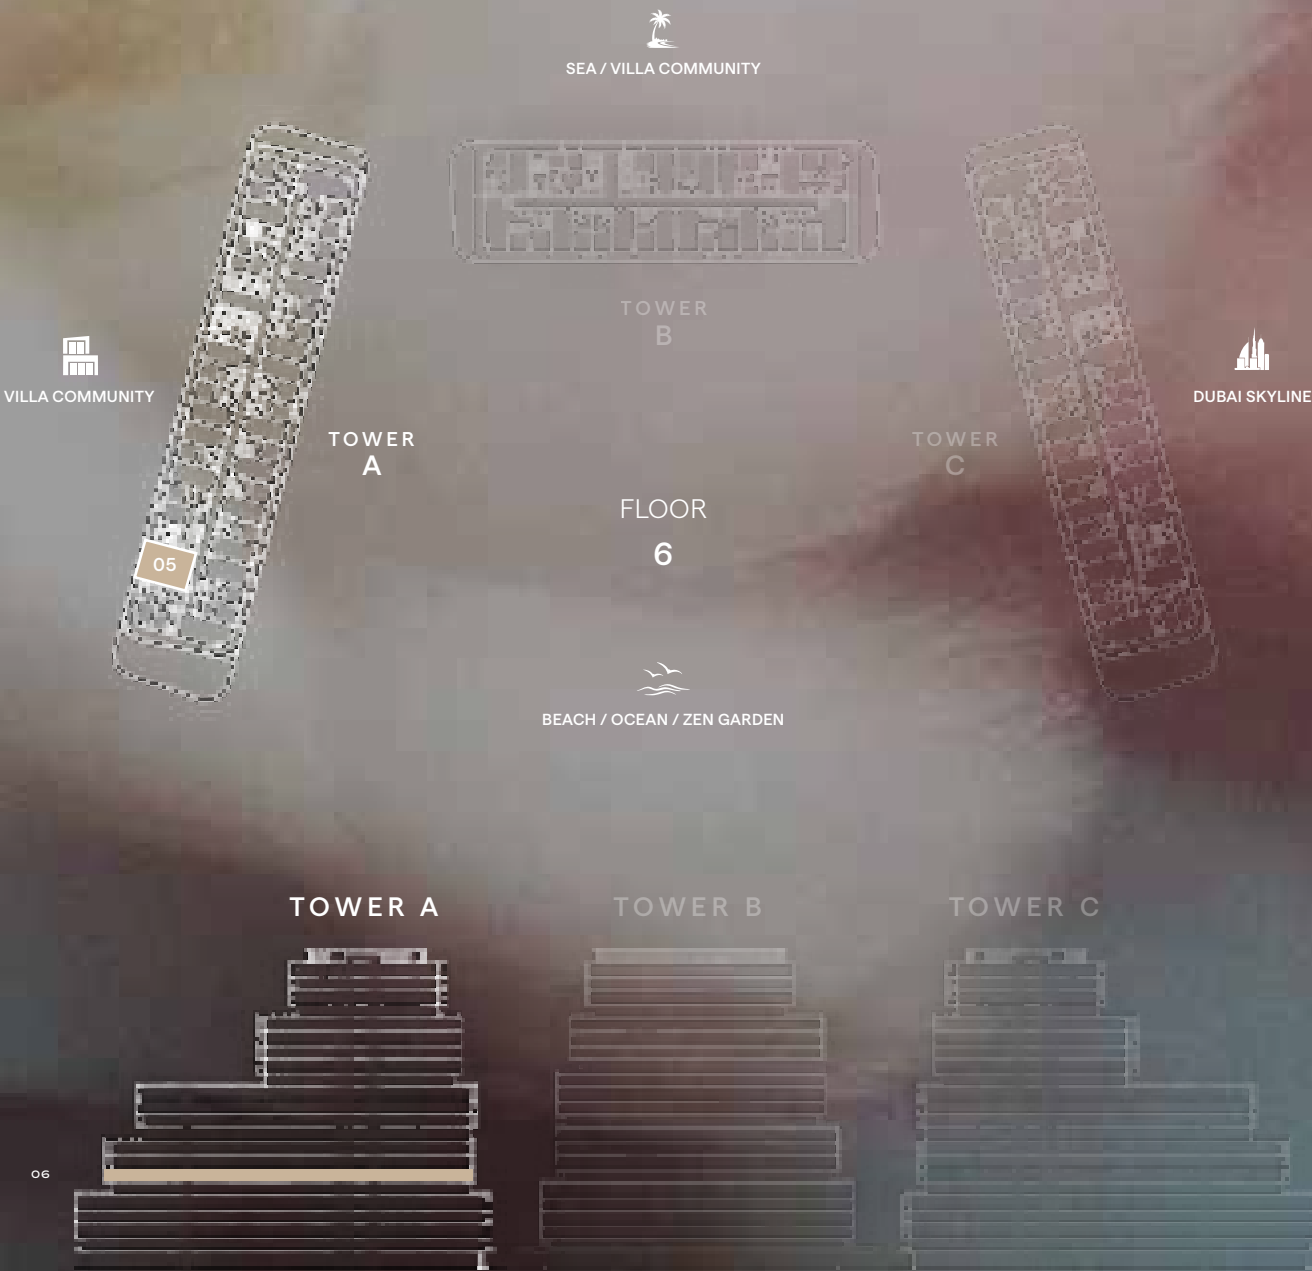 SEA / VILLA COMMUNITY
TOWER
B
VILLA COMMUNITY
DUBAI SKYLINE
TOWER
A
TOWER
C
FLOOR
6
05
BEACH / OCEAN / ZEN GARDEN
TOWER A
TOWER B
TOWER C
06